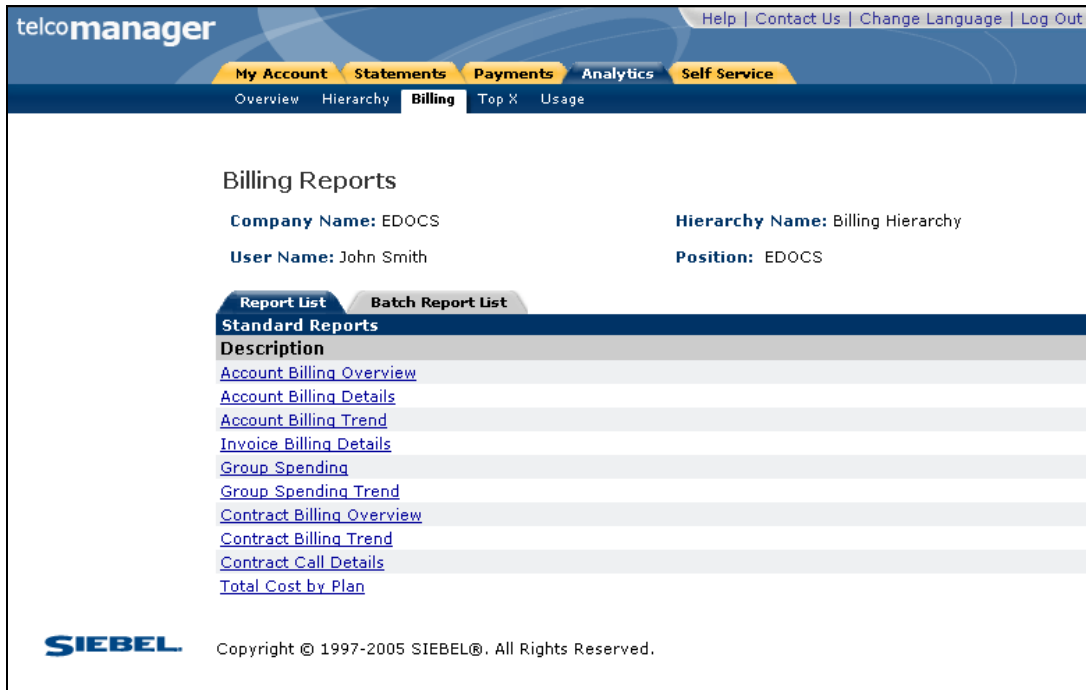 telcomanager
Help | Contact Us | Change Language | Log Out
My Account Statements Payments Analytics Self Service
Overview Hierarchy Billing Top X Usage
Billing Reports
Company Name: EDOCS Hierarchy Name: Billing Hierarchy
User Name: John Smith Position: EDOCS
Report List Batch Report List
Standard Reports
Description
Account Billing Overview
Account Billing Details
Account Billing Trend
Invoice Billing Details
Group Spending
Group Spending Trend
Contract Billing Overview
Contract Billing Trend
Contract Call Details
Total Cost by Plan
SIEBEL. Copyright © 1997-2005 SIEBEL®. All Rights Reserved.